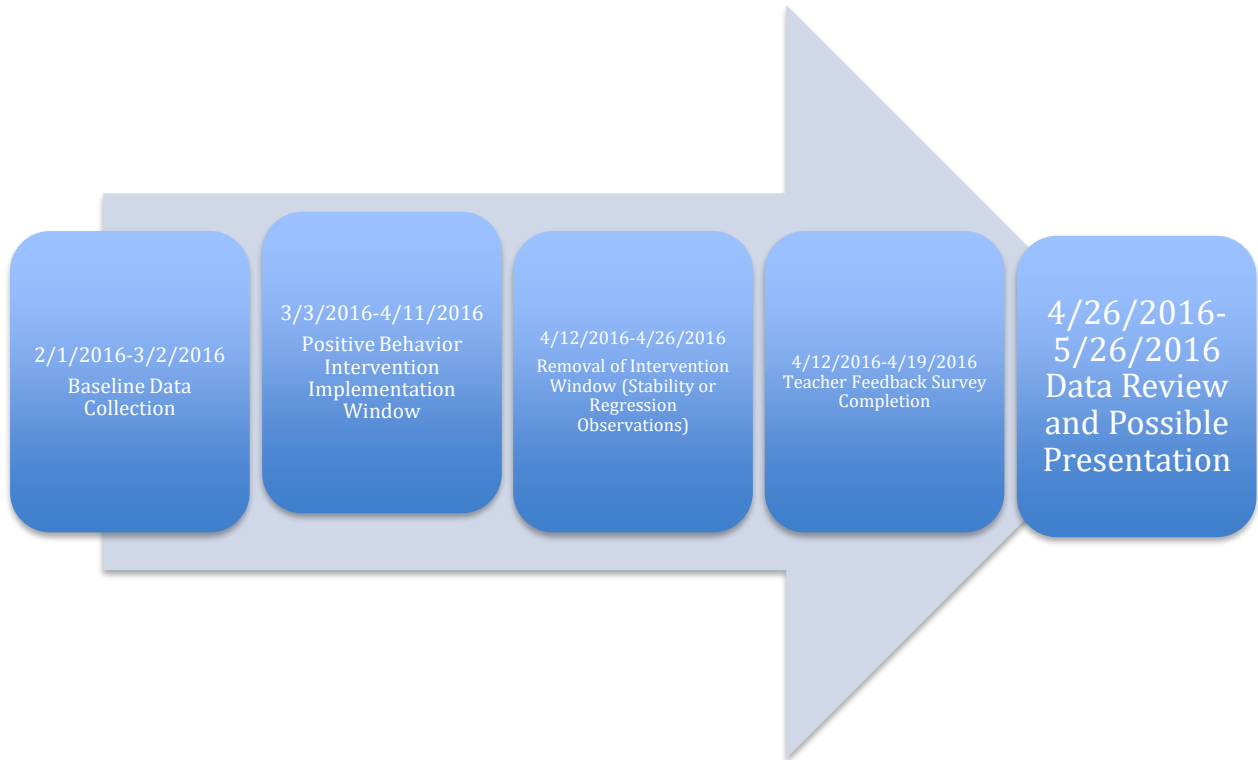 2/1/2016-3/2/2016
Baseline Data
Collection
3/3/2016-4/11/2016
Positive Behavior
Intervention
Implementation
Window
4/12/2016-4/26/2016
Removal of Intervention
Window (Stability or
Regression
Observations)
4/12/2016-4/19/2016
Teacher Feedback Survey
Completion
4/26/2016-
5/26/2016
Data Review
and Possible
Presentation